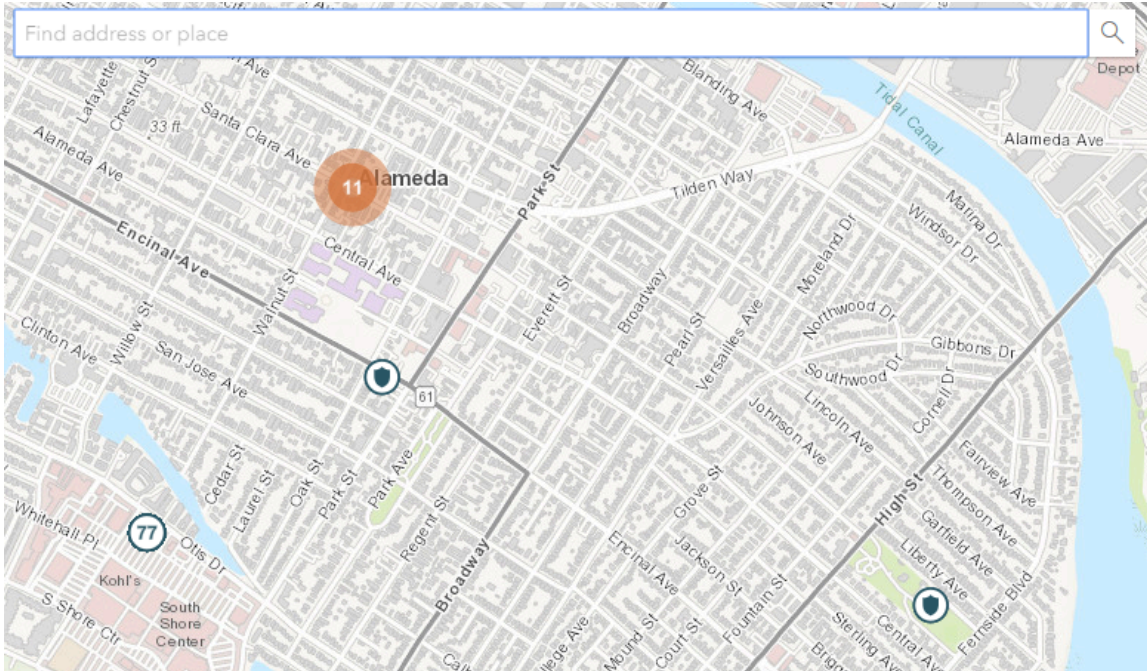 Find address or place
Depot
Blanding Ave
Lafayette
Chestnut St
Ave
Santa Clara Ave
33 ft
Tidal Canal
Alameda Ave
Alameda Ave
11
Alameda
Park St
Tilden Way
Marina Dr
Windsor Dr
Moreland Dr
Encinal Ave
Central Ave
Walnut St
Everett St
Broadway
Pearl St
Versailles Ave
Northwood Dr
Gibbons Dr
Southwood Dr
Cornell Dr
Clinton Ave
Willow St
San Jose Ave
61
Johnson Ave
Lincoln Ave
Fairview Ave
Thompson Ave
Garfield Ave
Liberty Ave
High St
Cedar St
Laurel St
Oak St
Park St
Park Ave
Regent St
Grove St
Whitehall Pl
77
Otis Dr
Broadway
Encinal Ave
Jackson St
Fountain St
Kohl's
South
Shore
Center
S Shore Ctr
Mound St
Court St
Sterling Ave
Central Ave
Fernside Blvd